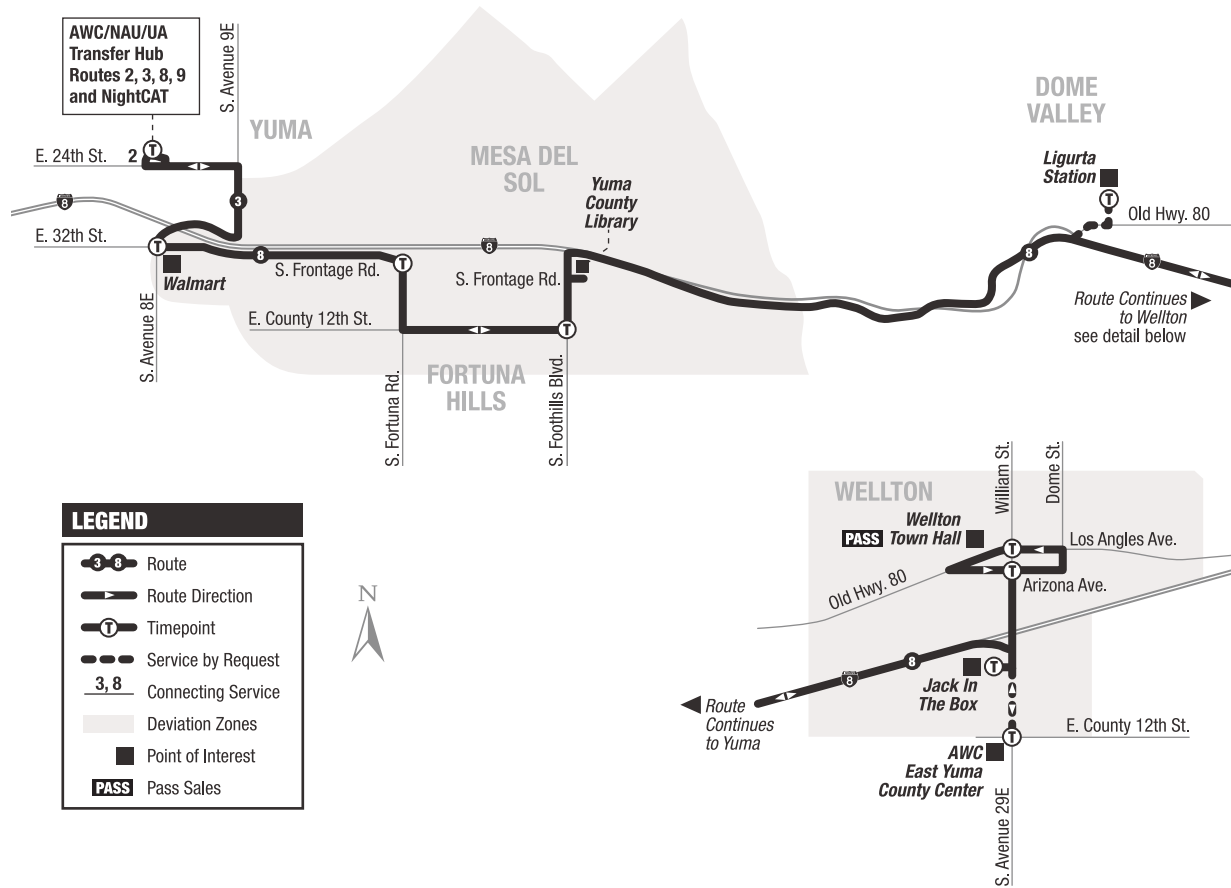 AWC/NAU/UA
Transfer Hub
Routes 2, 3, 8, 9
and NightCAT
S. Avenue 9E
YUMA
E. 24th St.
2
3
8
E. 32th St.
Walmart
S. Avenue 8E
8
S. Frontage Rd.
E. County 12th St.
S. Fortuna Rd.
FORTUNA
HILLS
MESA DEL
SOL
8
Yuma
County
Library
S. Frontage Rd.
S. Foothills Blvd.
DOME
VALLEY
Ligurta
Station
T
Old Hwy. 80
8
8
Route Continues
to Wellton
see detail below
T
T
T
T
WELLTON
William St.
Dome St.
Wellton
PASS Town Hall
T
Los Angles Ave.
Old Hwy. 80
T
Arizona Ave.
8
8
T
Jack In
The Box
Route
Continues
to Yuma
T
E. County 12th St.
AWC
East Yuma
County Center
S. Avenue 29E
LEGEND
3 8 Route
Route Direction
T Timepoint
Service by Request
3, 8 Connecting Service
Deviation Zones
Point of Interest
PASS Pass Sales
N